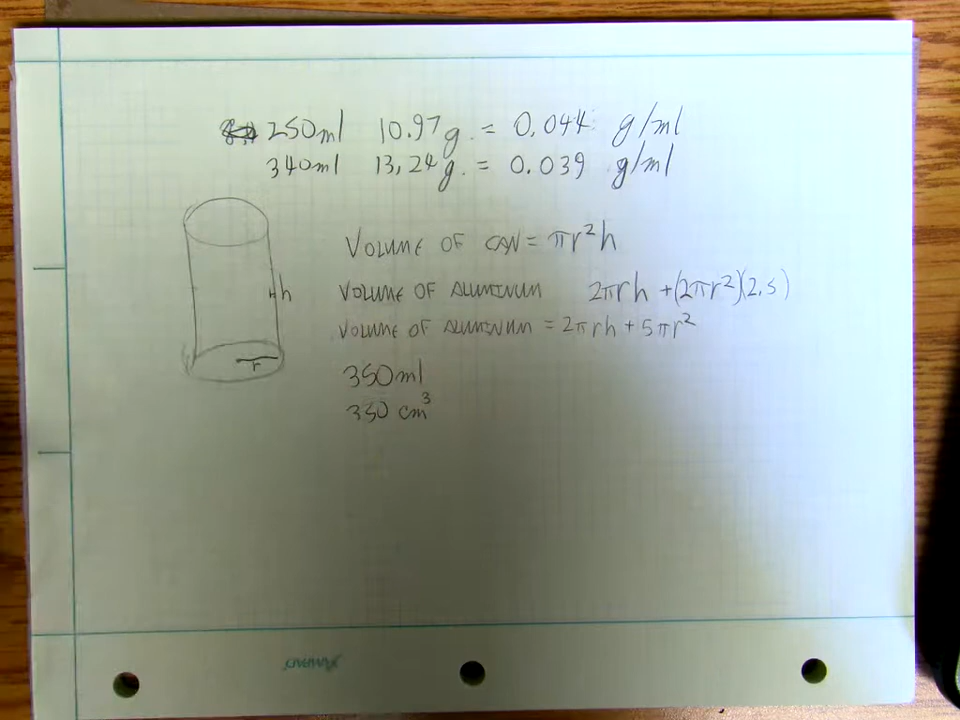 250ml 10.97g. = 0.044 g/ml
340ml 13,24g. = 0.039 g/ml
VOLUME OF CAN = πr²h
h
VOLUME OF ALUMINUM 2πrh + (2πr²)(2.5)
VOLUME OF ALUMINUM = 2πrh + 5πr²
r
350ml
350 cm³